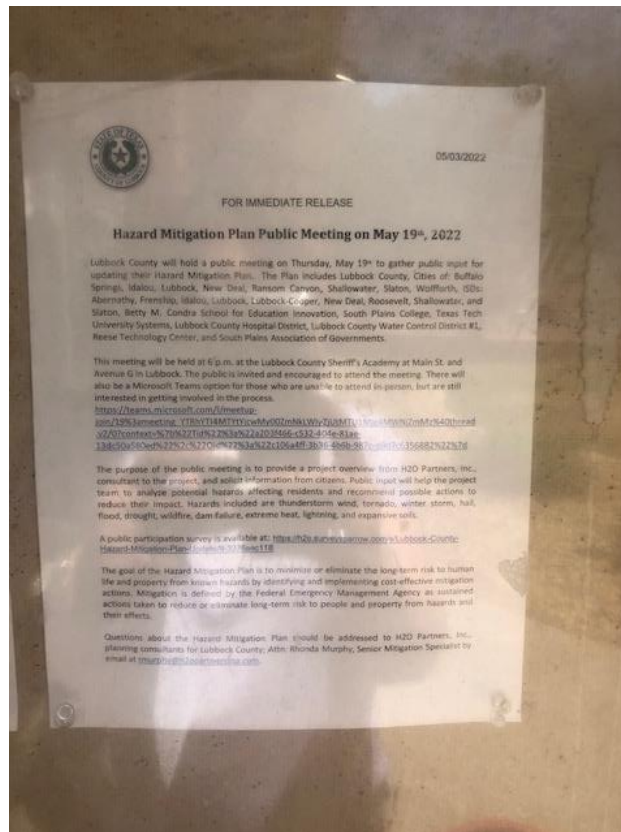 STATE OF TEXAS
05/03/2022
FOR IMMEDIATE RELEASE
Hazard Mitigation Plan Public Meeting on May 19th, 2022
Lubbock County will hold a public meeting on Thursday, May 19th to gather public input for
updating their Hazard Mitigation Plan. The Plan includes Lubbock County, Cities of: Buffalo
Springs, Idalou, Lubbock, New Deal, Ransom Canyon, Shallowater, Slaton, Wolfforth, ISDs:
Abernathy, Frenship, Idalou, Lubbock, Lubbock-Cooper, New Deal, Roosevelt, Shallowater, and
Slaton, Betty M. Condra School for Education Innovation, South Plains College, Texas Tech
University Systems, Lubbock County Hospital District, Lubbock County Water Control District #1,
Reese Technology Center, and South Plains Association of Governments.
This meeting will be held at 6 p.m. at the Lubbock County Sheriff's Academy at Main St. and
Avenue G in Lubbock. The public is invited and encouraged to attend the meeting. There will
also be a Microsoft Teams option for those who are unable to attend in-person, but are still
interested in getting involved in the process.
https://teams.microsoft.com/l/meetup-
The purpose of the public meeting is to provide a project overview from H2O Partners, Inc.,
consultant to the project, and solicit information from citizens. Public input will help the project
team to analyze potential hazards affecting residents and recommend possible actions to
reduce their impact. Hazards included are thunderstorm wind, tornado, winter storm, hail,
flood, drought, wildfire, dam failure, extreme heat, lightning, and expansive soils.
A public participation survey is available at:
The goal of the Hazard Mitigation Plan is to minimize or eliminate the long-term risk to human
life and property from known hazards by identifying and implementing cost-effective mitigation
actions. Mitigation is defined by the Federal Emergency Management Agency as sustained
actions taken to reduce or eliminate long-term risk to people and property from hazards and
their effects.
Questions about the Hazard Mitigation Plan should be addressed to H2O Partners, Inc.,
planning consultants for Lubbock County; Attn: Rhonda Murphy, Senior Mitigation Specialist by
email at